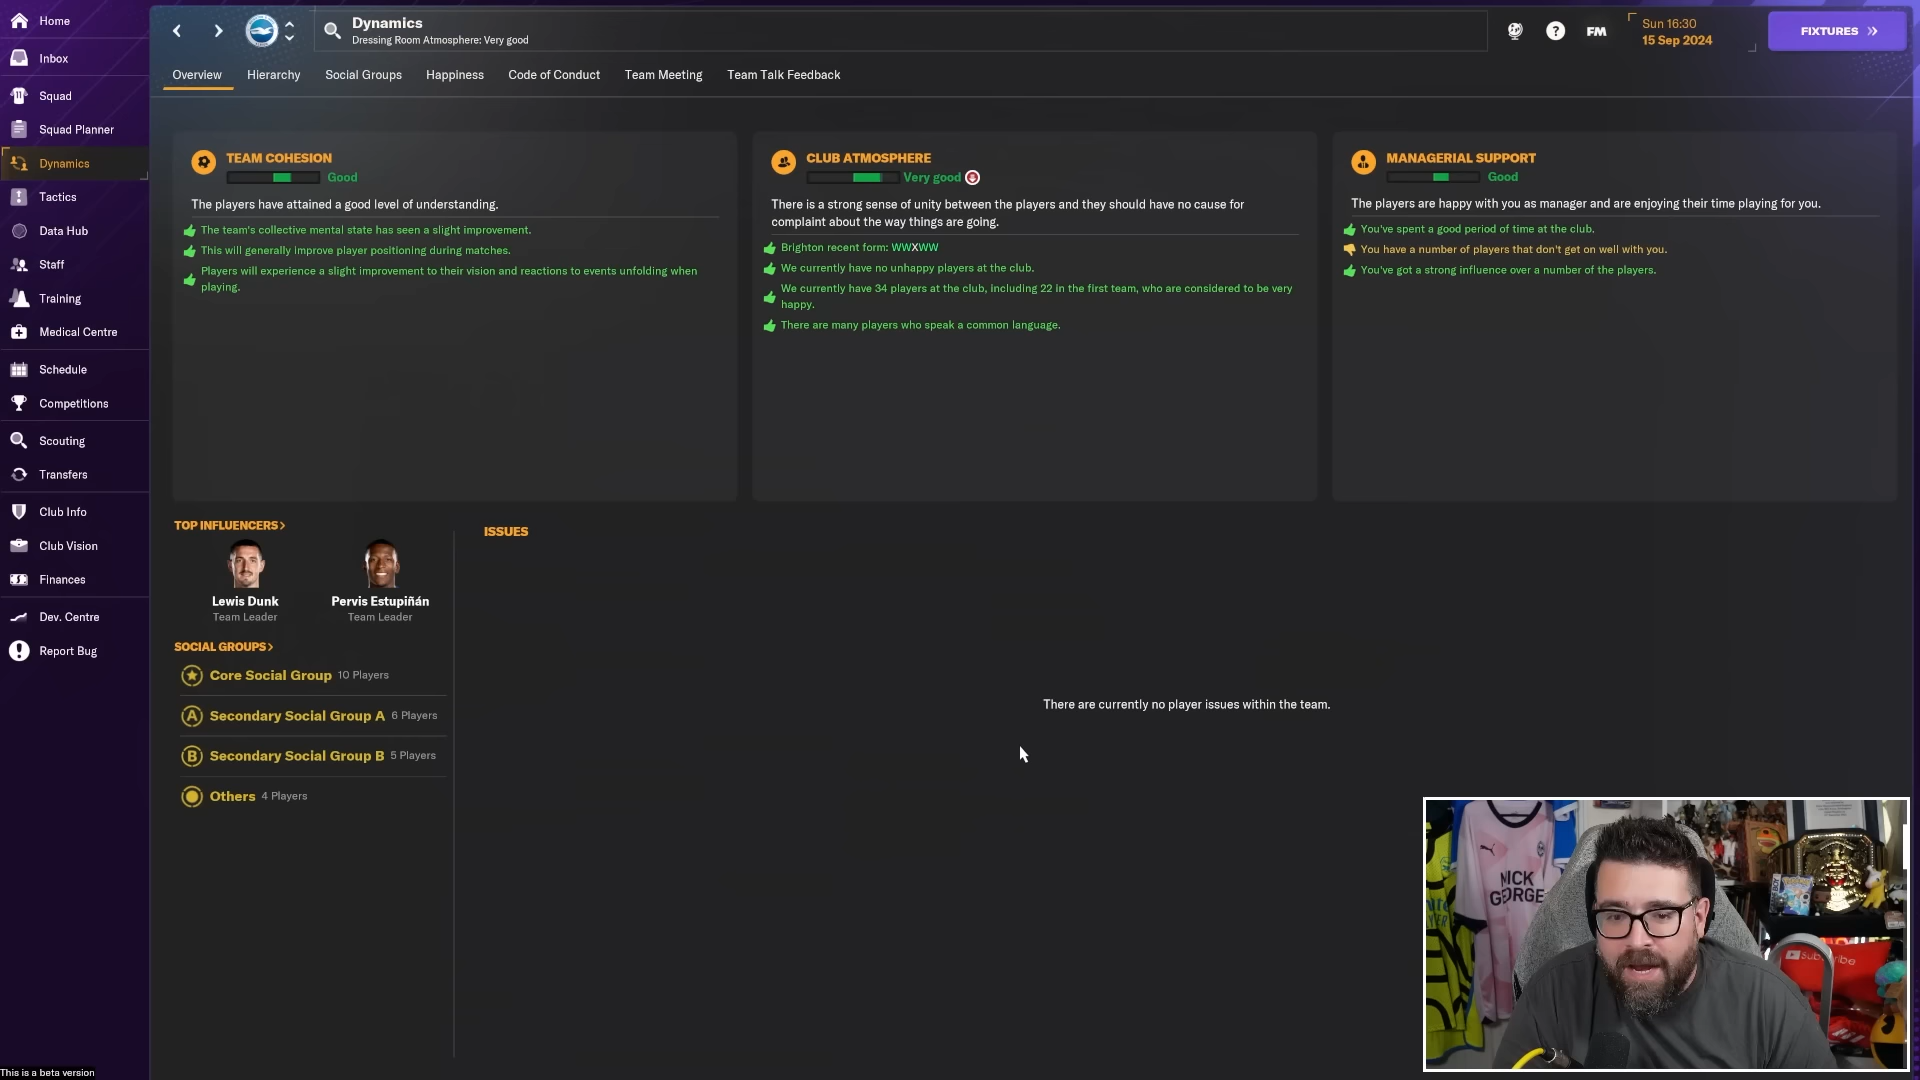 Home
Inbox
Squad
Squad Planner
Dynamics
Tactics
Data Hub
Staff
Training
Medical Centre
Schedule
Competitions
Scouting
Transfers
Club Info
Club Vision
Finances
Dev. Centre
Report Bug
This is a beta version
Dynamics
Dressing Room Atmosphere: Very good
?
FM
Sun 16:30
15 Sep 2024
FIXTURES
Overview
Hierarchy
Social Groups
Happiness
Code of Conduct
Team Meeting
Team Talk Feedback
TEAM COHESION
Good
The players have attained a good level of understanding.
The team's collective mental state has seen a slight improvement.
This will generally improve player positioning during matches.
Players will experience a slight improvement to their vision and reactions to events unfolding when
playing.
CLUB ATMOSPHERE
Very good
There is a strong sense of unity between the players and they should have no cause for
complaint about the way things are going.
Brighton recent form: WWXWW
We currently have no unhappy players at the club.
We currently have 34 players at the club, including 22 in the first team, who are considered to be very
happy.
There are many players who speak a common language.
MANAGERIAL SUPPORT
Good
The players are happy with you as manager and are enjoying their time playing for you.
You've spent a good period of time at the club.
You have a number of players that don't get on well with you.
You've got a strong influence over a number of the players.
TOP INFLUENCERS>
Lewis Dunk
Team Leader
Pervis Estupiñán
Team Leader
SOCIAL GROUPS>
Core Social Group 10 Players
A Secondary Social Group A 6 Players
B Secondary Social Group B 5 Players
Others 4 Players
ISSUES
There are currently no player issues within the team.
NICK
GEORGE